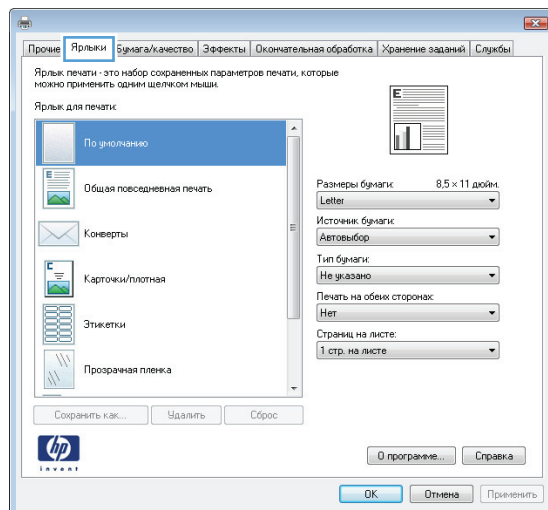 Прочие Ярлыки Бумага/качество Эффекты Окончательная обработка Хранение заданий Службы
Ярлык печати - это набор сохраненных параметров печати, которые
можно применить одним щелчком мыши.
Ярлык для печати:
По умолчанию
Общая повседневная печать
Конверты
Карточки/плотная
Этикетки
Прозрачная пленка
E
E
C
Размеры бумаги: 8,5 × 11 дюйм.
Letter
Источник бумаги:
Автовыбор
Тип бумаги:
Не указано
Печать на обеих сторонах:
Нет
Страниц на листе:
1 стр. на листе
Сохранить как... Удалить Сброс
hp
invent
О программе... Справка
OK Отмена Применить